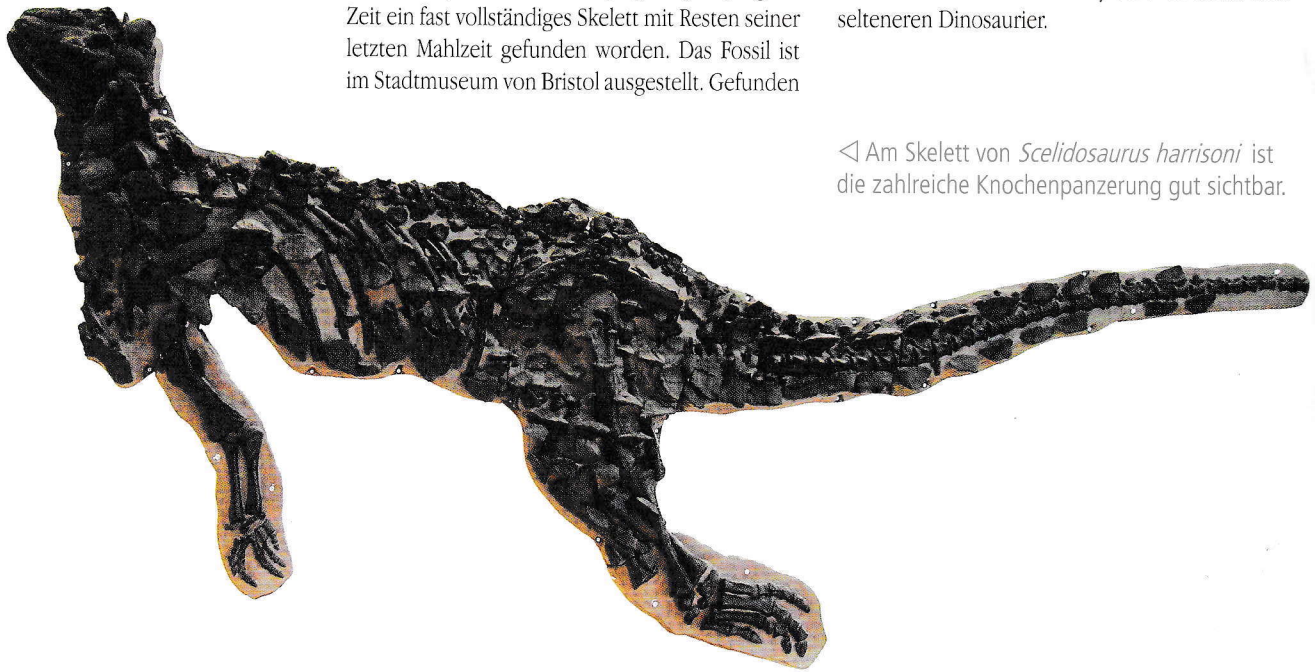 Zeit ein fast vollständiges Skelett mit Resten seiner
letzten Mahlzeit gefunden worden. Das Fossil ist
im Stadtmuseum von Bristol ausgestellt. Gefunden
selteneren Dinosaurier.
◁ Am Skelett von Scelidosaurus harrisoni ist
die zahlreiche Knochenpanzerung gut sichtbar.